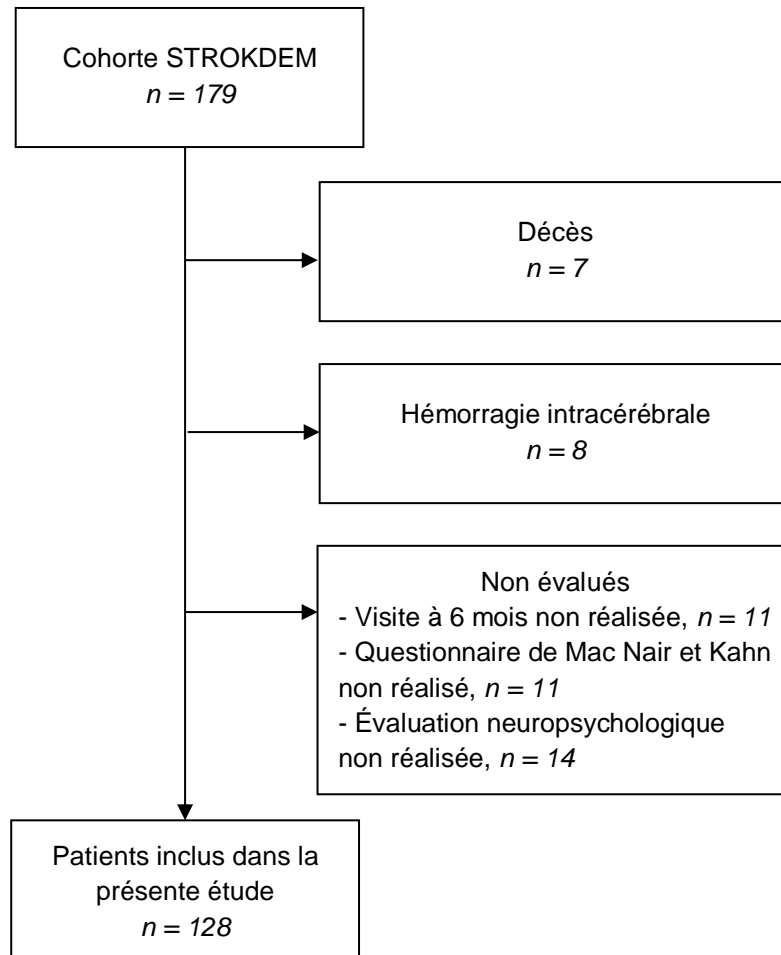 Cohorte STROKDEM
n = 179
Décès
n = 7
Hémorragie intracérébrale
n = 8
Non évalués
- Visite à 6 mois non réalisée, n = 11
- Questionnaire de Mac Nair et Kahn
non réalisé, n = 11
- Évaluation neuropsychologique
non réalisée, n = 14
Patients inclus dans la
présente étude
n = 128